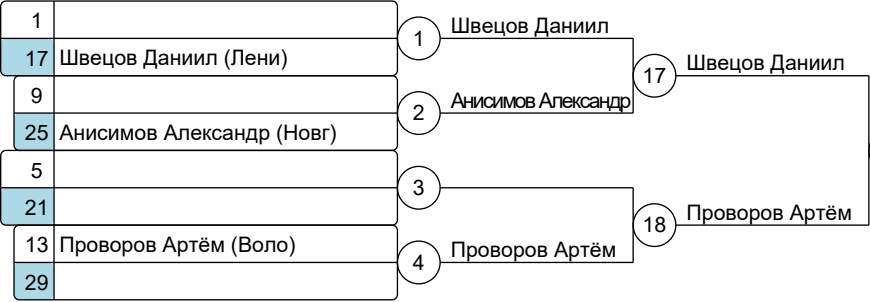 1
17 Швецов Даниил (Лени)
9
25 Анисимов Александр (Новг)
5
21
13 Проворов Артём (Воло)
29
1
Швецов Даниил
2
Анисимов Александр
3
4
Проворов Артём
17
Швецов Даниил
18
Проворов Артём